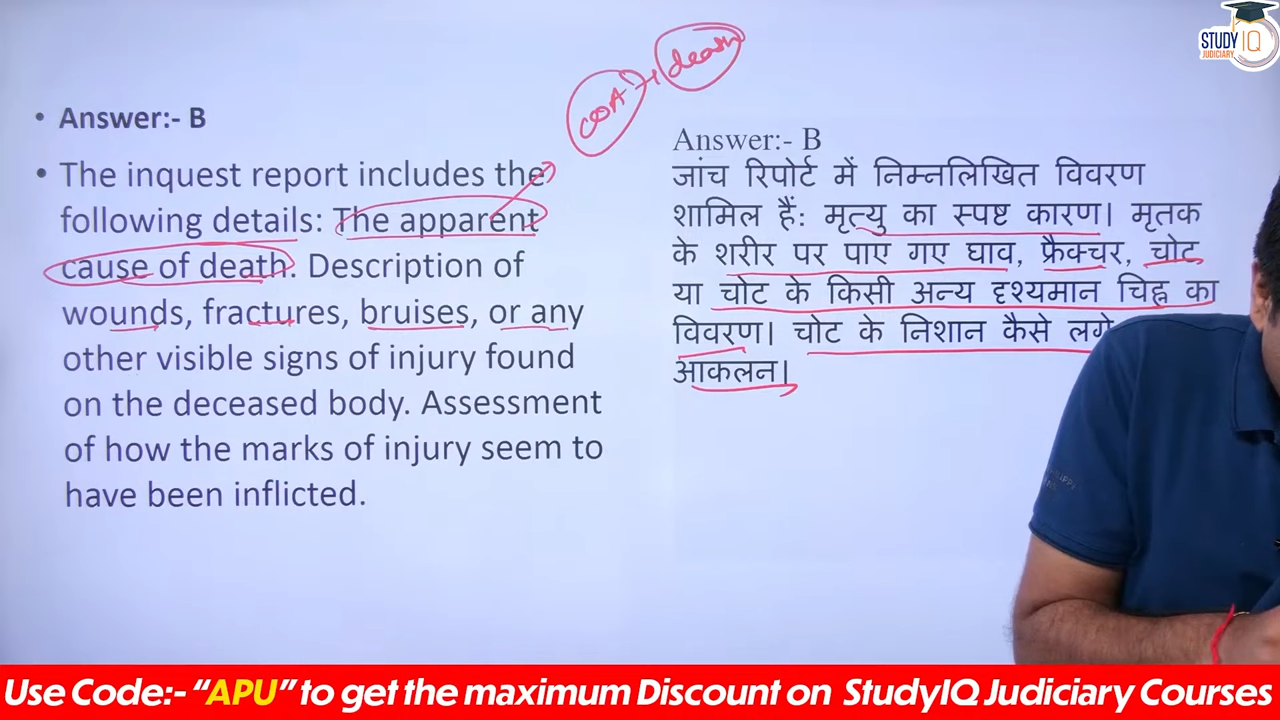 STUDY IQ
JUDICIARY
death
• Answer:- B
• The inquest report includes the
following details: The apparent
cause of death. Description of
wounds, fractures, bruises, or any
other visible signs of injury found
on the deceased body. Assessment
of how the marks of injury seem to
have been inflicted.
Answer:- B
जांच रिपोर्ट में निम्नलिखित विवरण
शामिल हैं: मृत्यु का स्पष्ट कारण। मृतक
के शरीर पर पाए गए घाव, फ्रैक्चर, चोट
या चोट के किसी अन्य दृश्यमान चिह्न का
विवरण। चोट के निशान कैसे लगे
आकलन।
Use Code:- “APU” to get the maximum Discount on StudyIQ Judiciary Courses